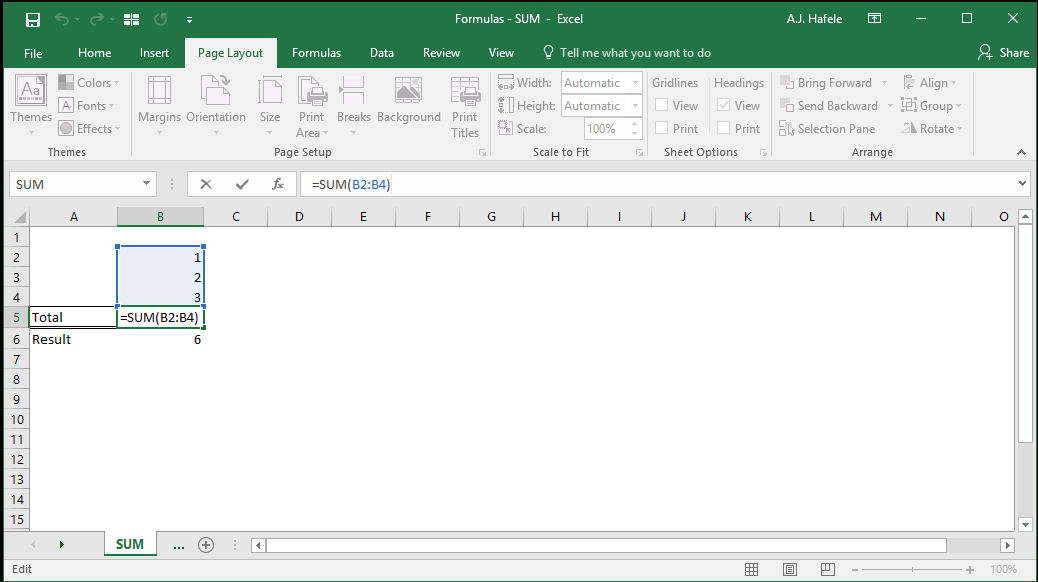 Formulas - SUM - Excel
A.J. Hafele
File Home Insert Page Layout Formulas Data Review View Tell me what you want to do Share
Aa Colors Width: Automatic Gridlines Headings Bring Forward Align
A Fonts Height: Automatic View View Send Backward Group
Themes Effects Margins Orientation Size Print Area Breaks Background Print Titles Scale: 100% Print Print Selection Pane Rotate
Themes Page Setup Scale to Fit Sheet Options Arrange
SUM fx =SUM(B2:B4)
A B C D E F G H I J K L M N O
1
2 1
3 2
4 3
5 Total =SUM(B2:B4)
6 Result 6
7
8
9
10
11
12
13
14
15
SUM ...
Edit 100%